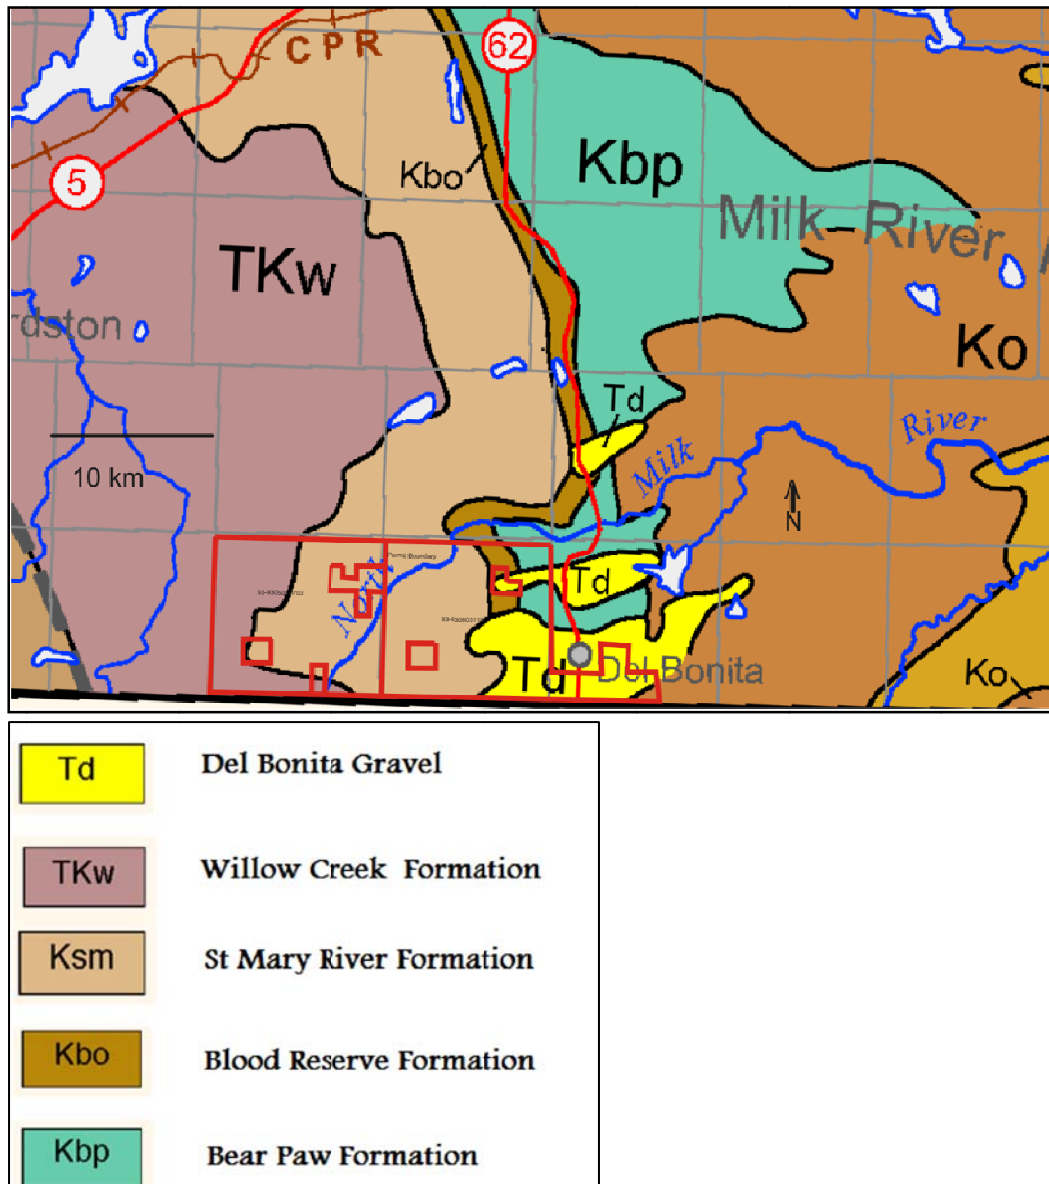 62
C P R
Kbo
Kbp
5
Milk River
TKw
rdston
Ko
Td
River
Milk
10 km
N
Td
North
Td
Del Bonita
Ko
Td
Del Bonita Gravel
TKw
Willow Creek Formation
Ksm
St Mary River Formation
Kbo
Blood Reserve Formation
Kbp
Bear Paw Formation